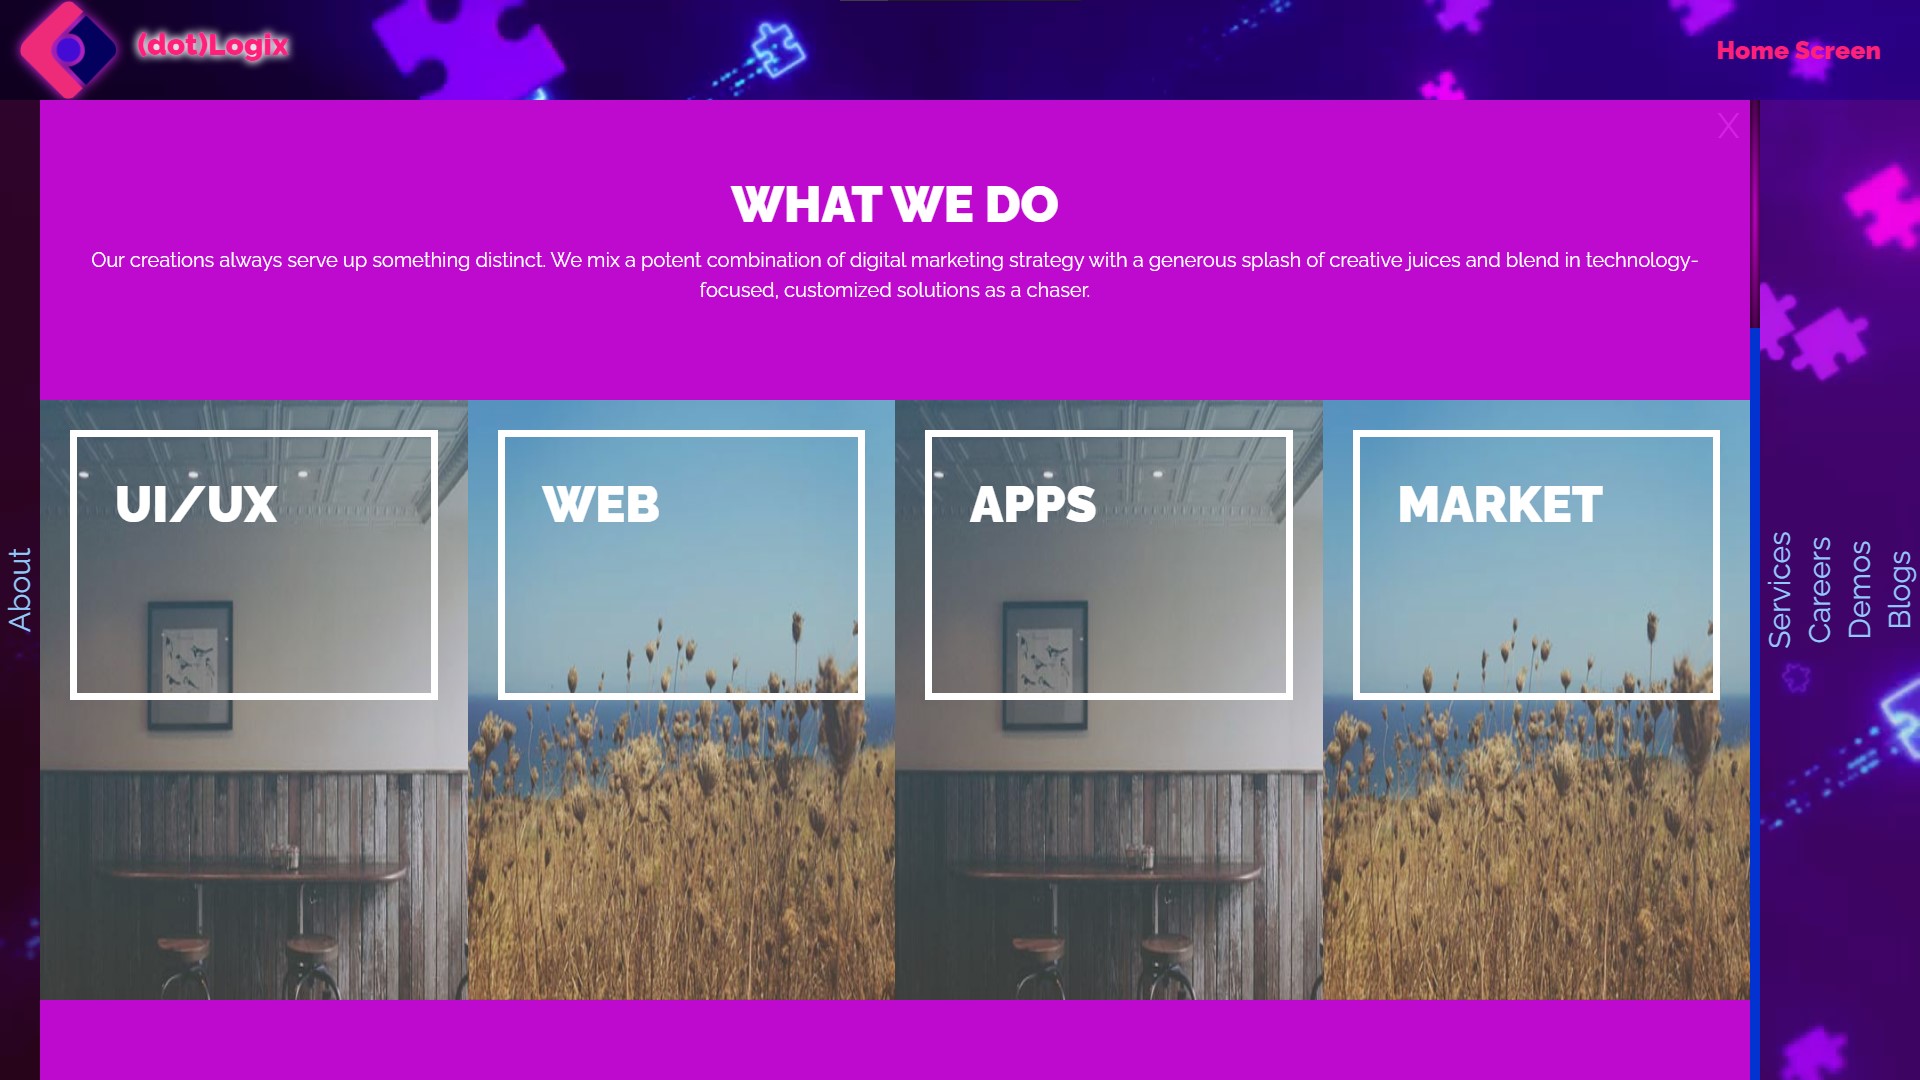 (dot)Logix
Home Screen
X
WHAT WE DO
Our creations always serve up something distinct. We mix a potent combination of digital marketing strategy with a generous splash of creative juices and blend in technology-
focused, customized solutions as a chaser.
UI/UX
WEB
APPS
MARKET
About
Services
Careers
Demos
Blogs